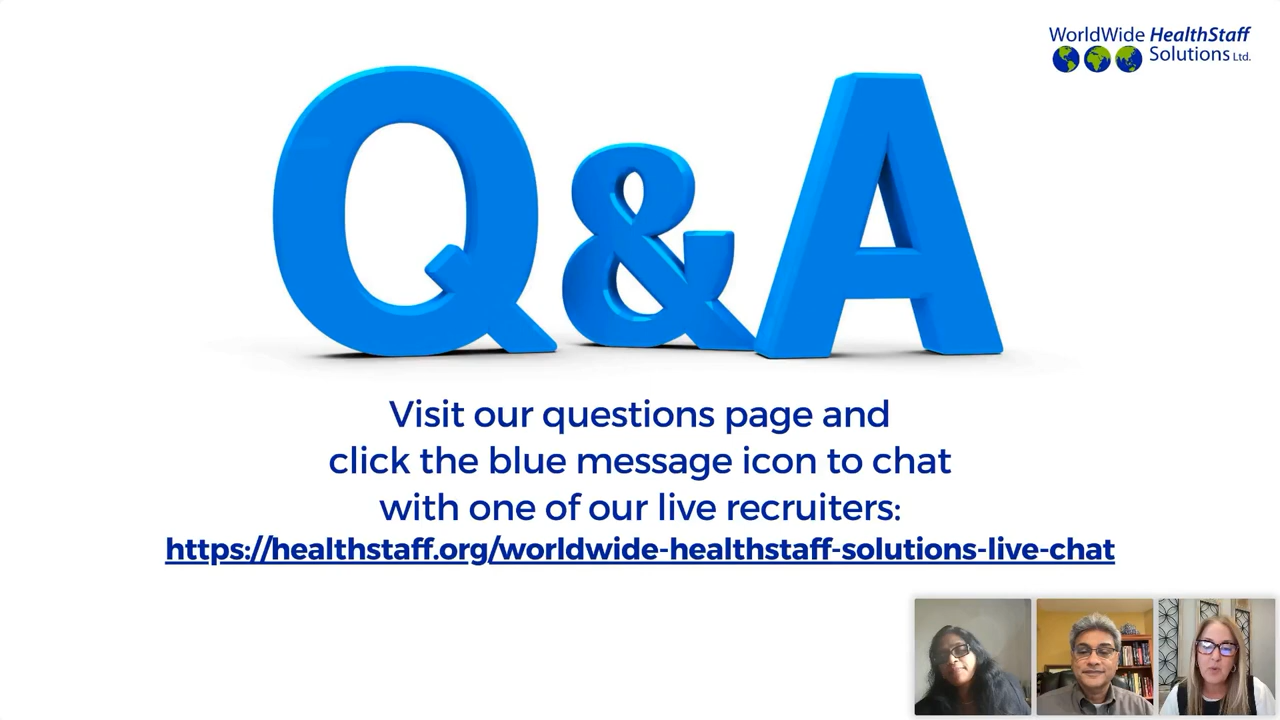 WorldWide HealthStaff
Solutions Ltd.
Q&A
Visit our questions page and
click the blue message icon to chat
with one of our live recruiters:
https://healthstaff.org/worldwide-healthstaff-solutions-live-chat